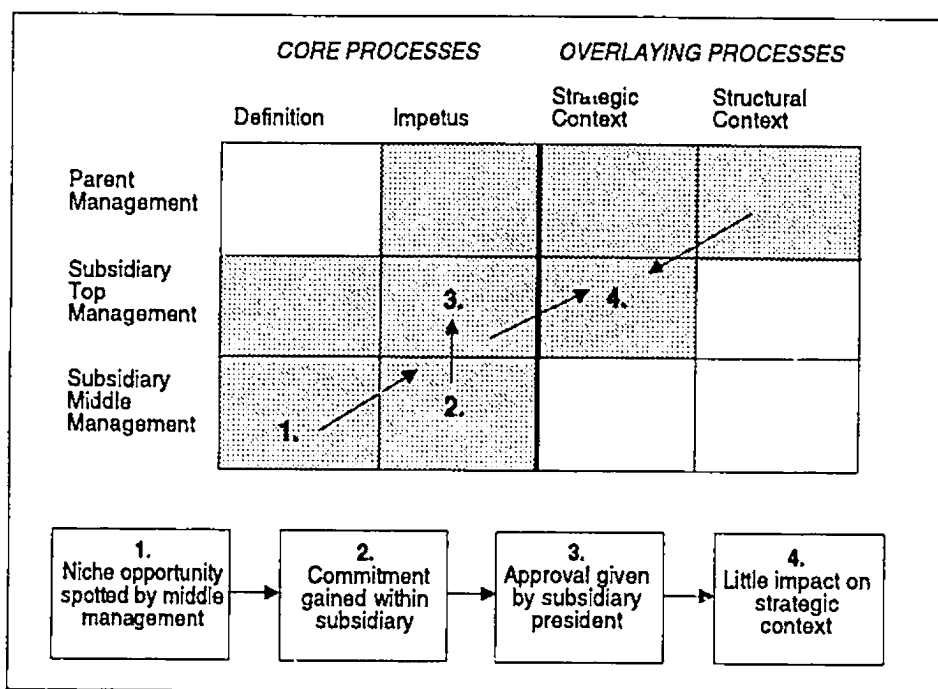 CORE PROCESSES OVERLAYING PROCESSES
Definition Impetus Strategic Context Structural Context
Parent
Management
Subsidiary
Top
Management
3.
4.
Subsidiary
Middle
Management
1.
2.
1.
Niche opportunity
spotted by middle
management
2.
Commitment
gained within
subsidiary
3.
Approval given
by subsidiary
president
4.
Little impact on
strategic
context